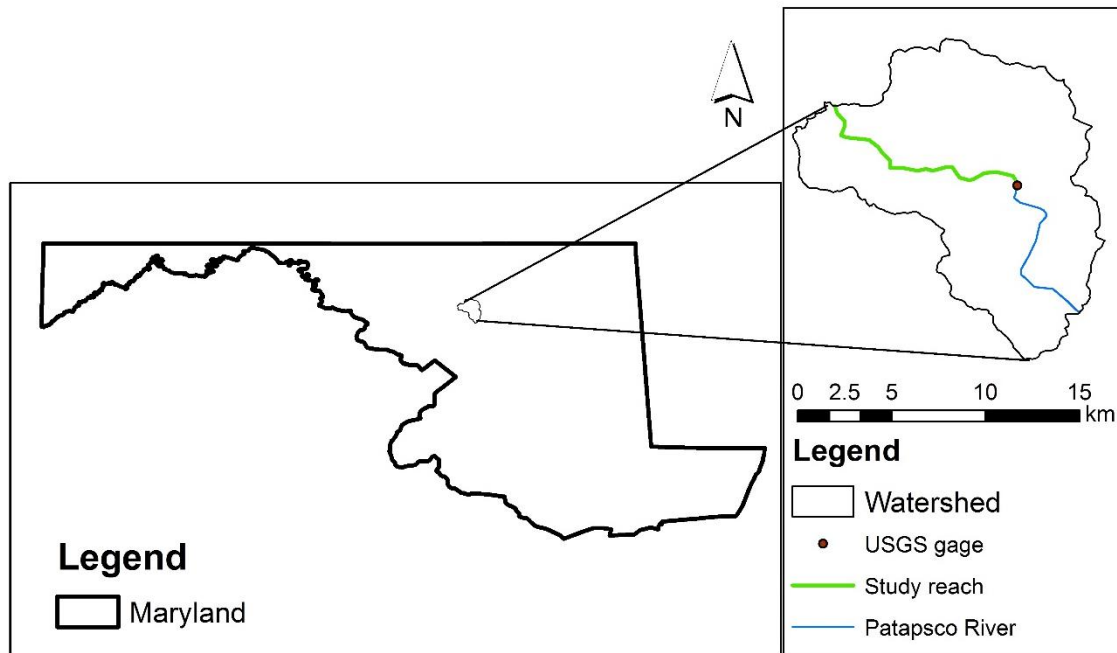 N
Legend
Maryland
0 2.5 5 10 15
km
Legend
Watershed
USGS gage
Study reach
Patapsco River